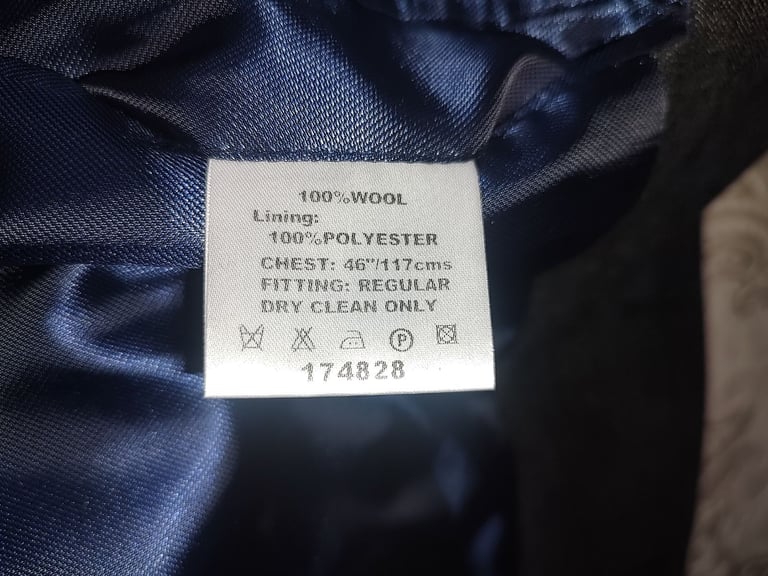 100%WOOL
Lining:
100%POLYESTER
CHEST: 46"/117cms
FITTING: REGULAR
DRY CLEAN ONLY
P
174828